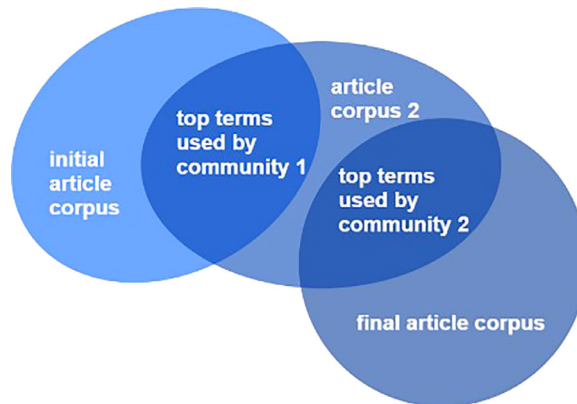 initial
article
corpus
top terms
used by
community 1
article
corpus 2
top terms
used by
community 2
final article corpus